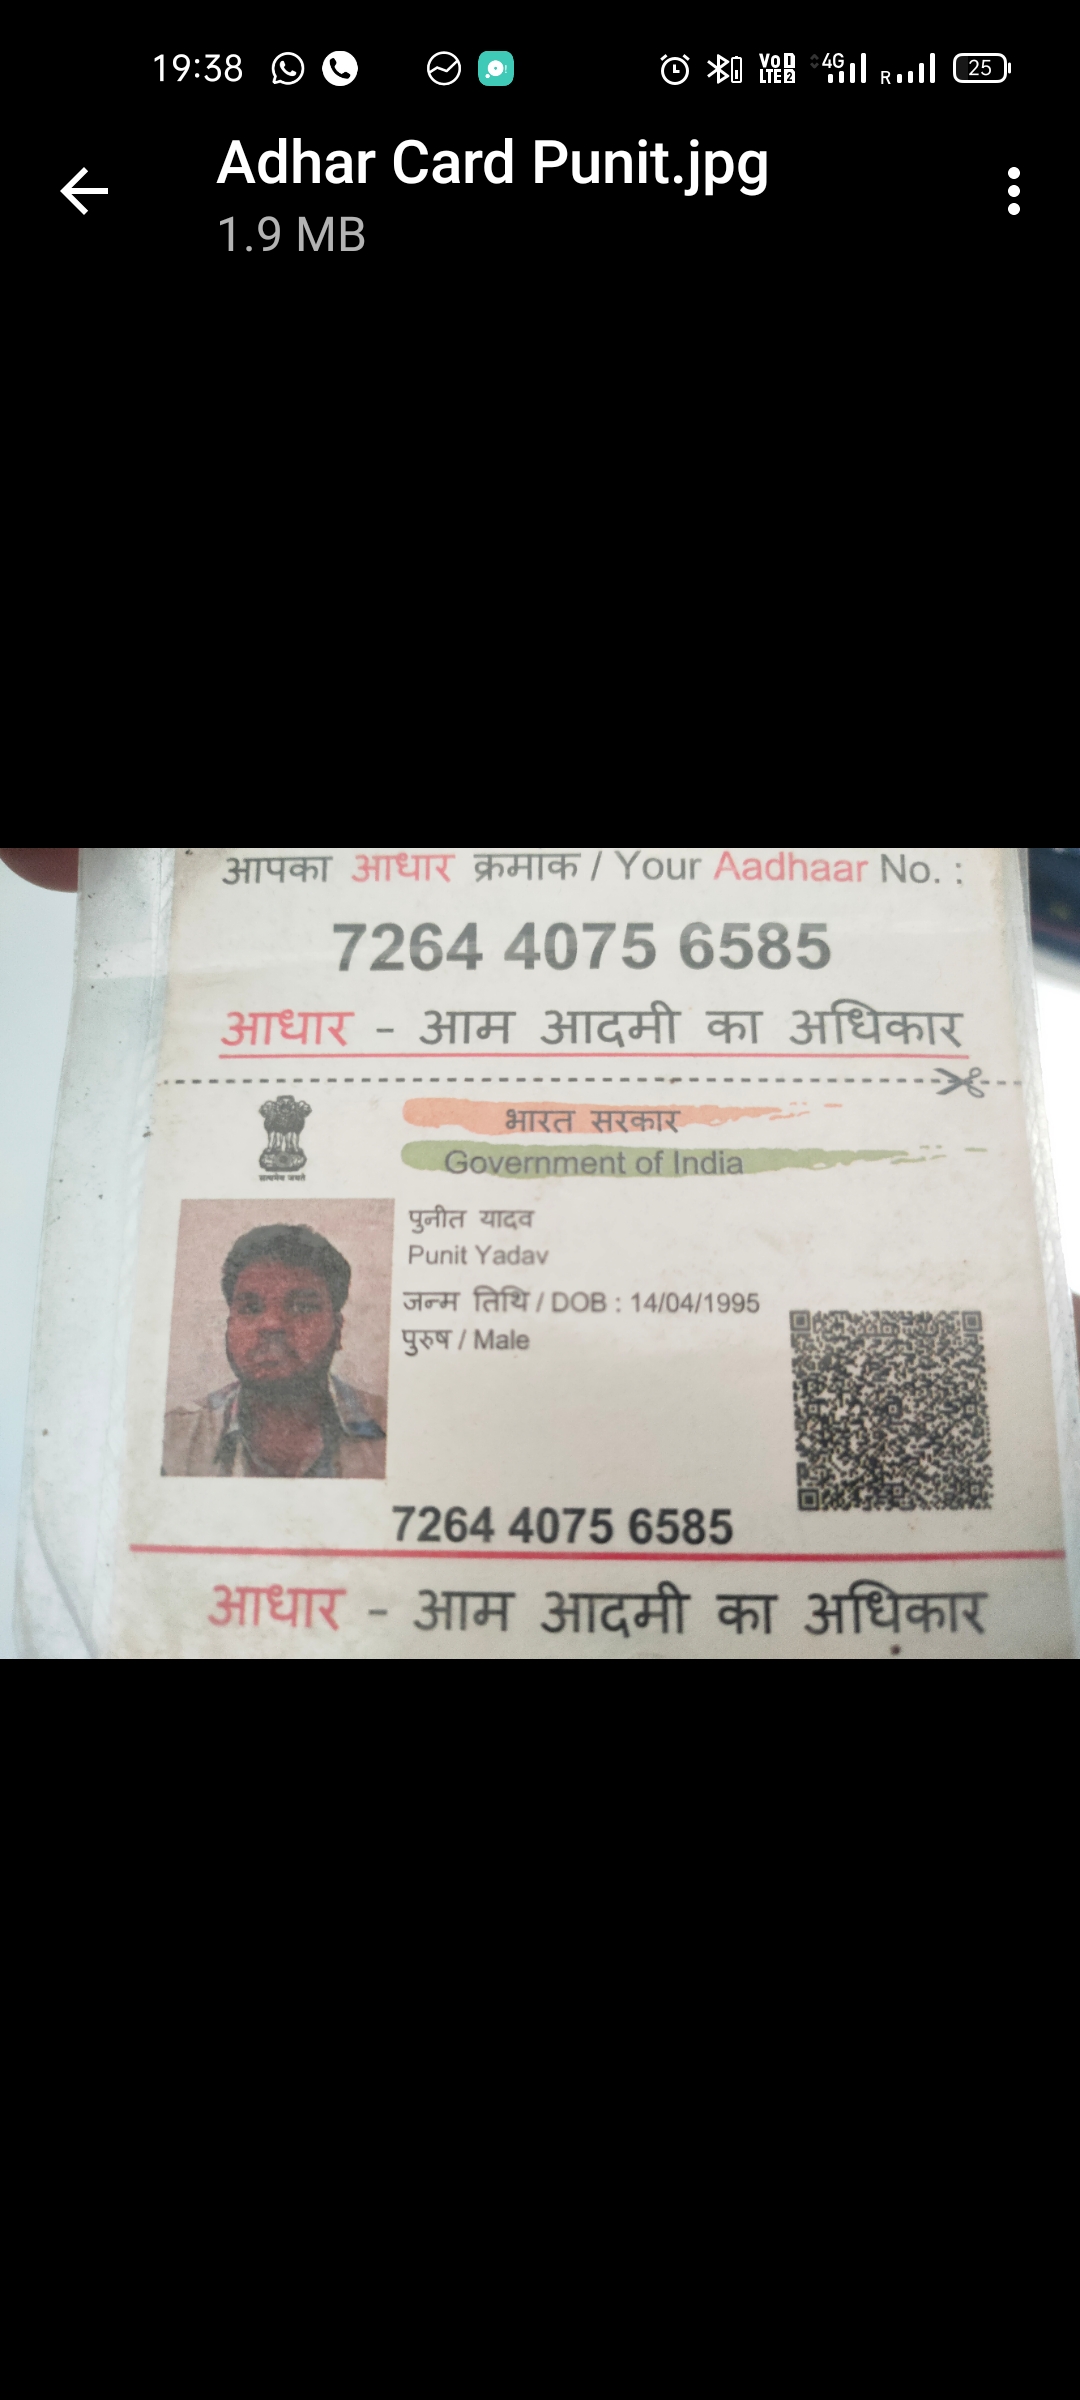 19:38
VoD
LTE2
4G
R
25
Adhar Card Punit.jpg
1.9 MB
आपका आधार क्रमाक / Your Aadhaar No. :
7264 4075 6585
आधार - आम आदमी का अधिकार
भारत सरकार
Government of India
सत्यमेव जयते
पुनीत यादव
Punit Yadav
जन्म तिथि / DOB : 14/04/1995
पुरुष / Male
7264 4075 6585
आधार - आम आदमी का अधिकार